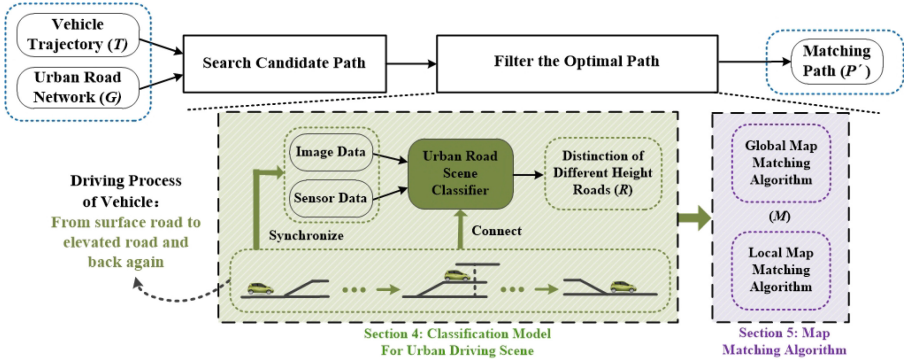 Vehicle
Trajectory (T)
Urban Road
Network (G)
Search Candidate Path
Filter the Optimal Path
Matching
Path (P´)
Image Data
Sensor Data
Urban Road
Scene
Classifier
Distinction of
Different Height
Roads (R)
Global Map
Matching
Algorithm
(M)
Local Map
Matching
Algorithm
Driving Process
of Vehicle:
From surface road to
elevated road and
back again
Synchronize
Connect
Section 4: Classification Model
For Urban Driving Scene
Section 5: Map
Matching Algorithm